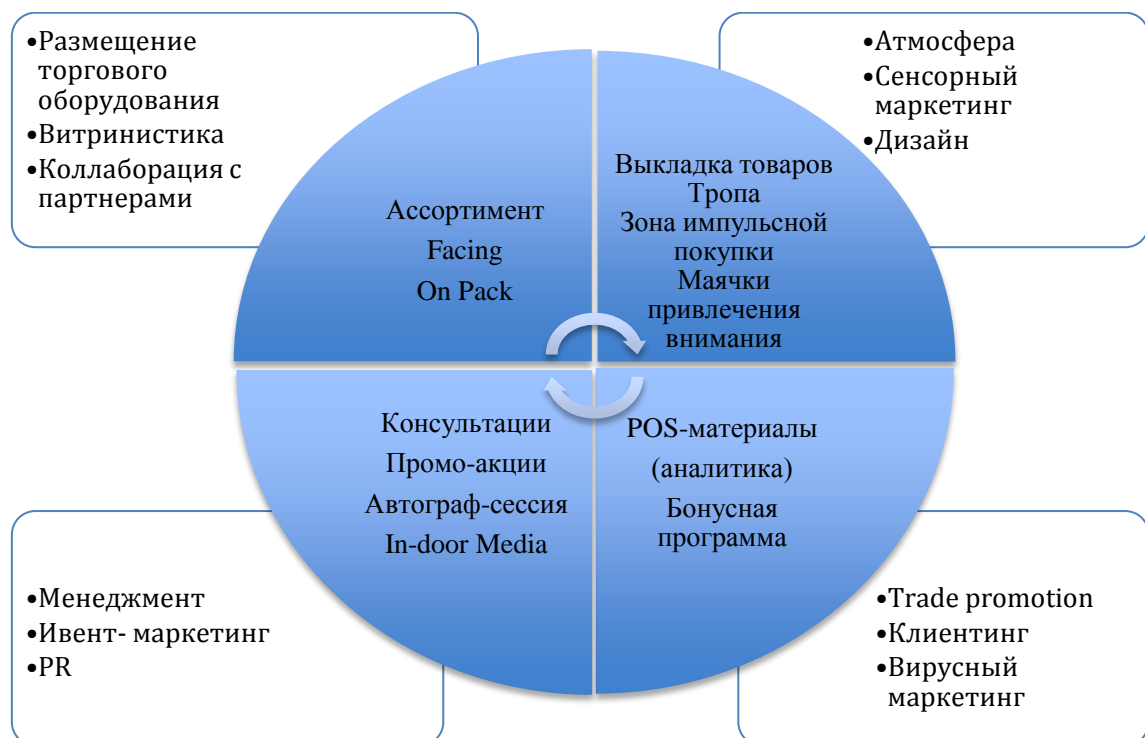 •Размещение
торгового
оборудования
•Витринистика
•Коллаборация с
партнерами
•Атмосфера
•Сенсорный
маркетинг
•Дизайн
Ассортимент
Facing
On Pack
Выкладка товаров
Тропа
Зона импульсной
покупки
Маячки
привлечения
внимания
Консультации
Промо-акции
Автограф-сессия
In-door Media
POS-материалы
(аналитика)
Бонусная
программа
•Менеджмент
•Ивент- маркетинг
•PR
•Trade promotion
•Клиентинг
•Вирусный
маркетинг